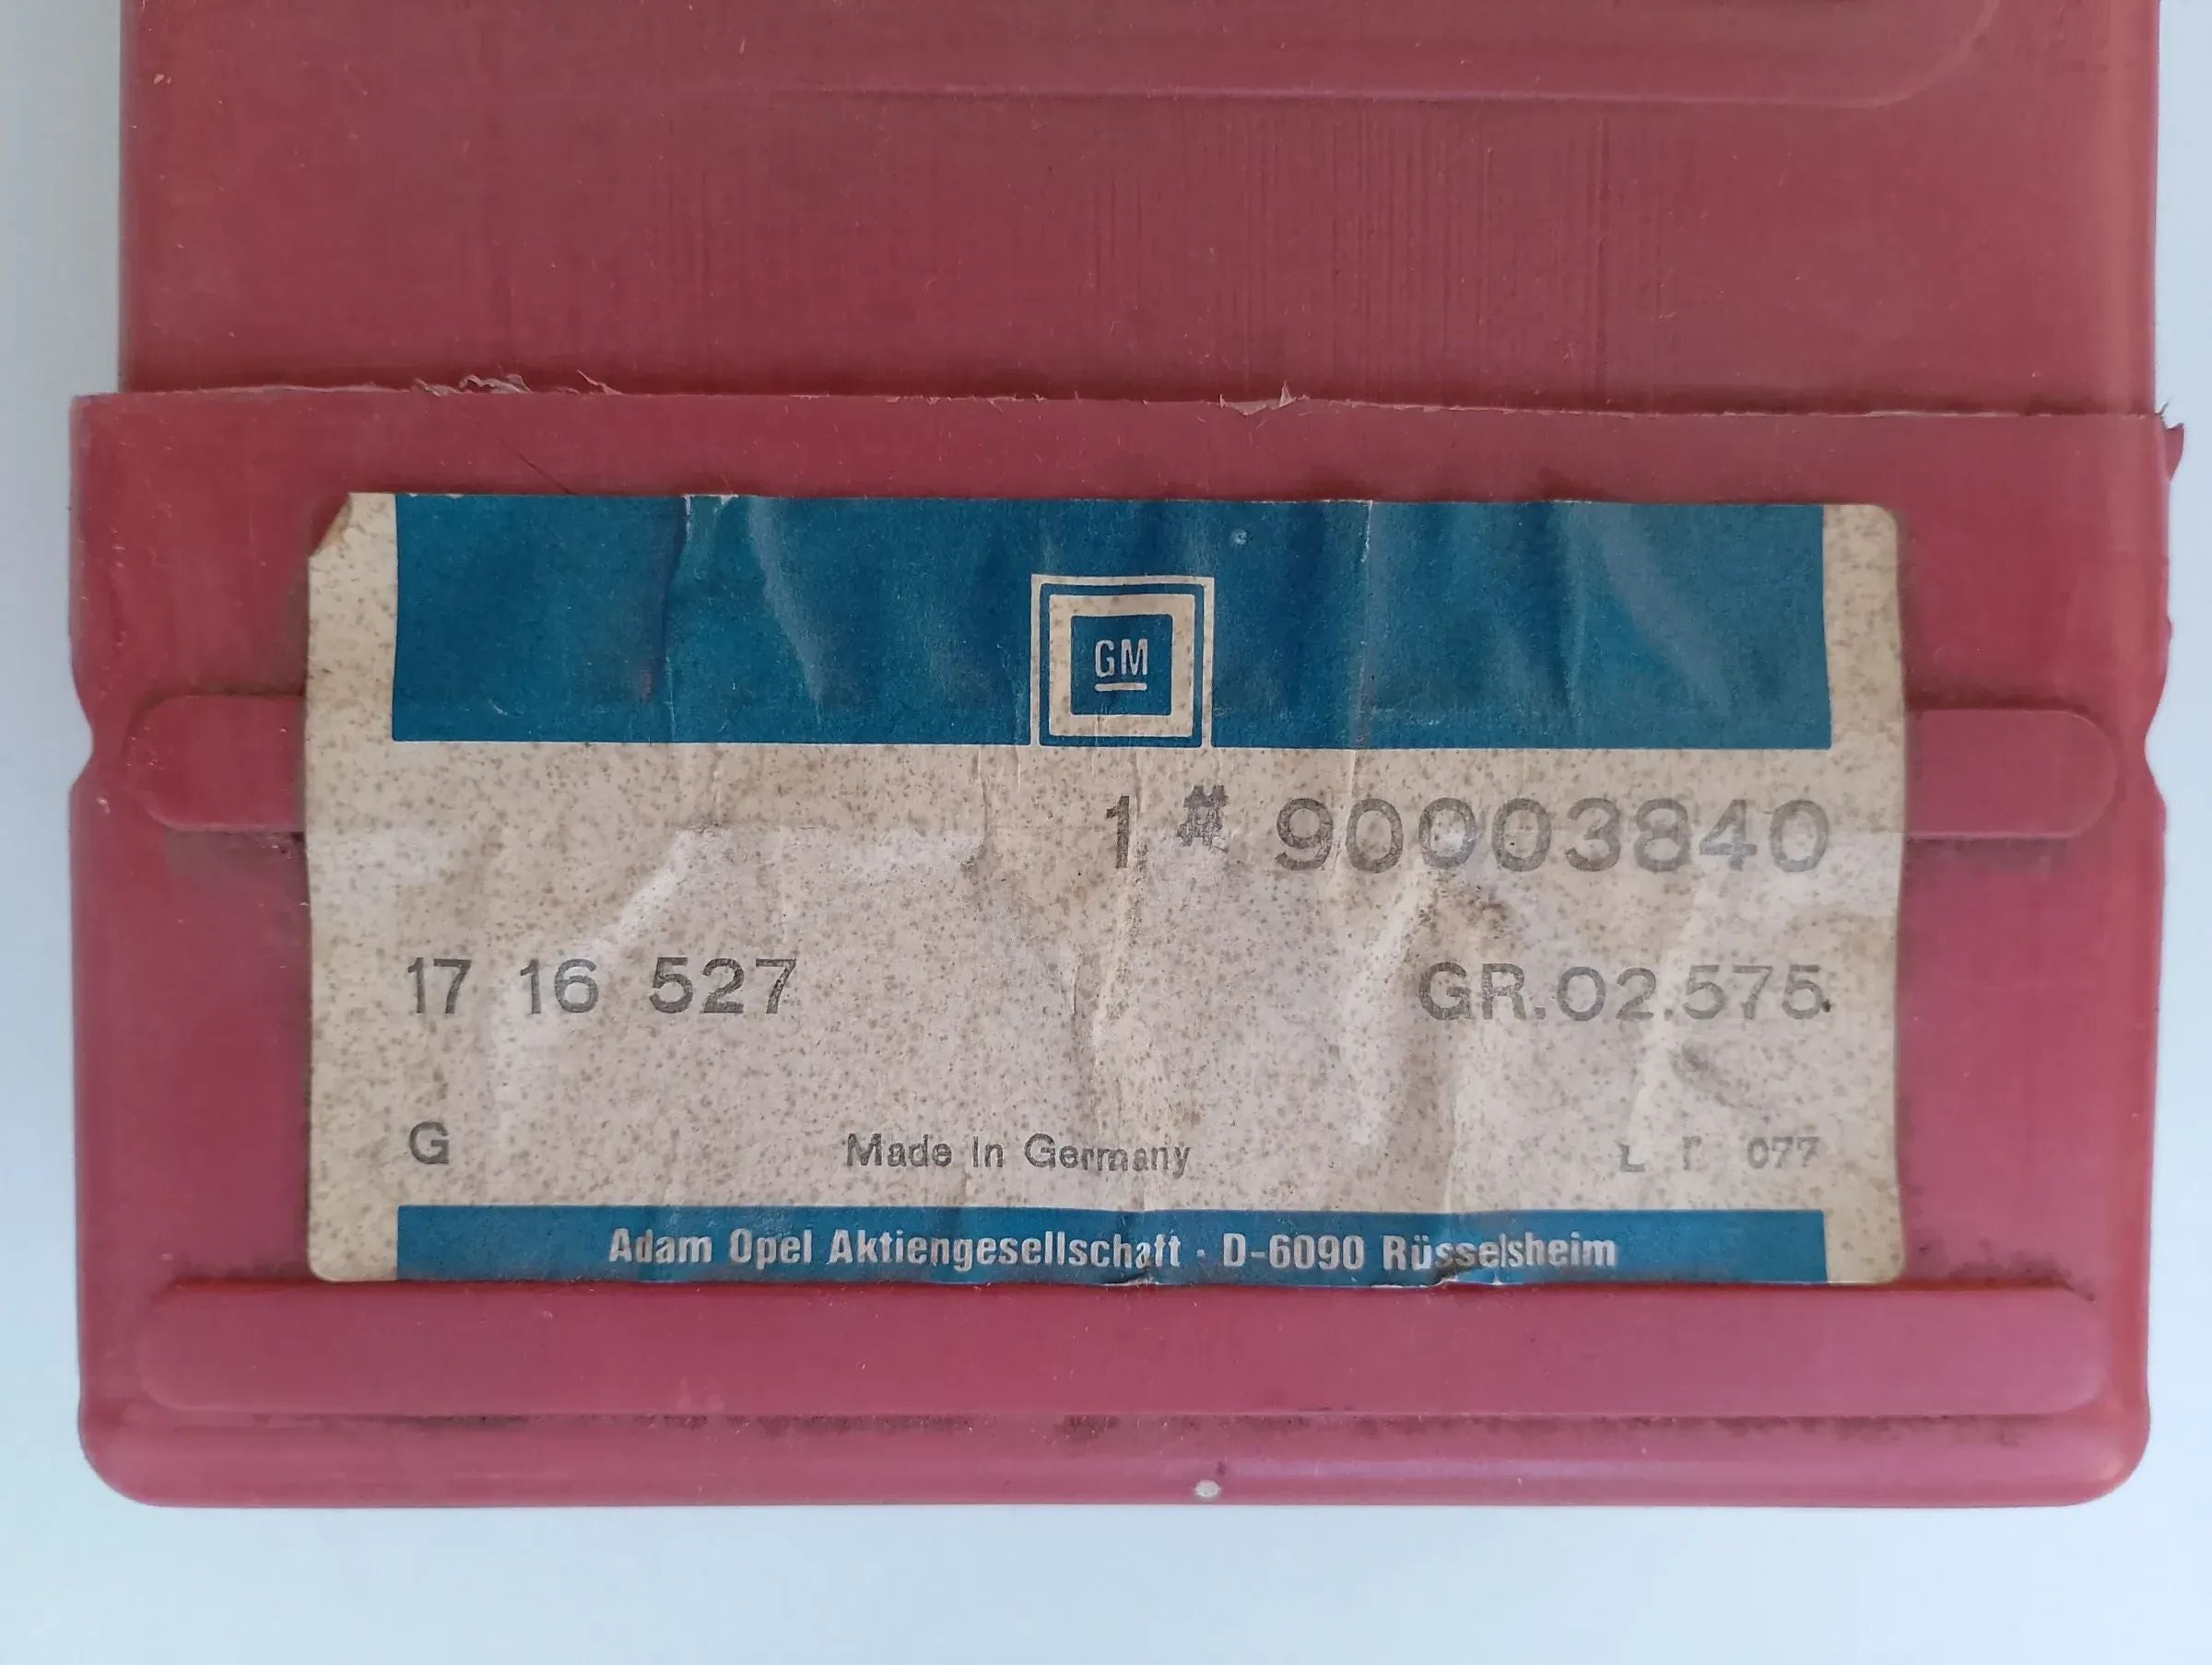 GM
1 # 90003840
17 16 527 GR.02.575
G Made in Germany L 077
Adam Opel Aktiengesellschaft · D-6090 Rüsselsheim